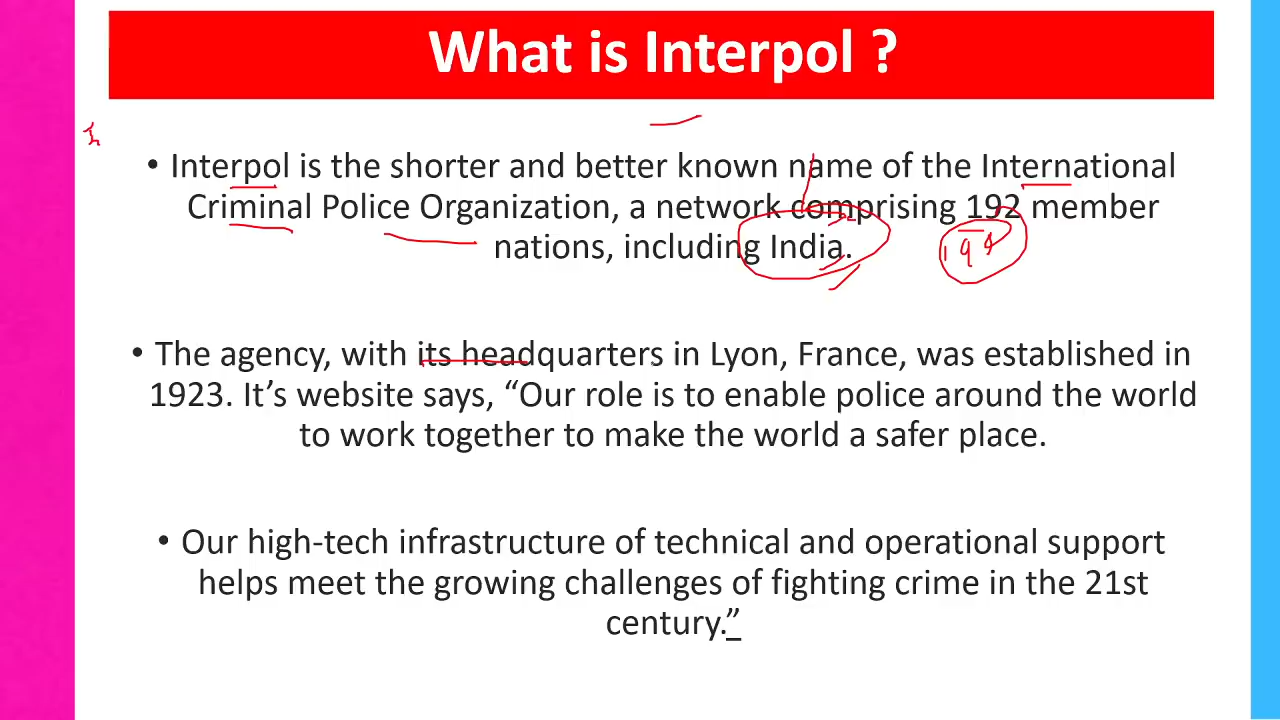 What is Interpol ?
• Interpol is the shorter and better known name of the International
Criminal Police Organization, a network comprising 192 member
nations, including India.
• The agency, with its headquarters in Lyon, France, was established in
1923. It’s website says, “Our role is to enable police around the world
to work together to make the world a safer place.
• Our high-tech infrastructure of technical and operational support
helps meet the growing challenges of fighting crime in the 21st
century.”